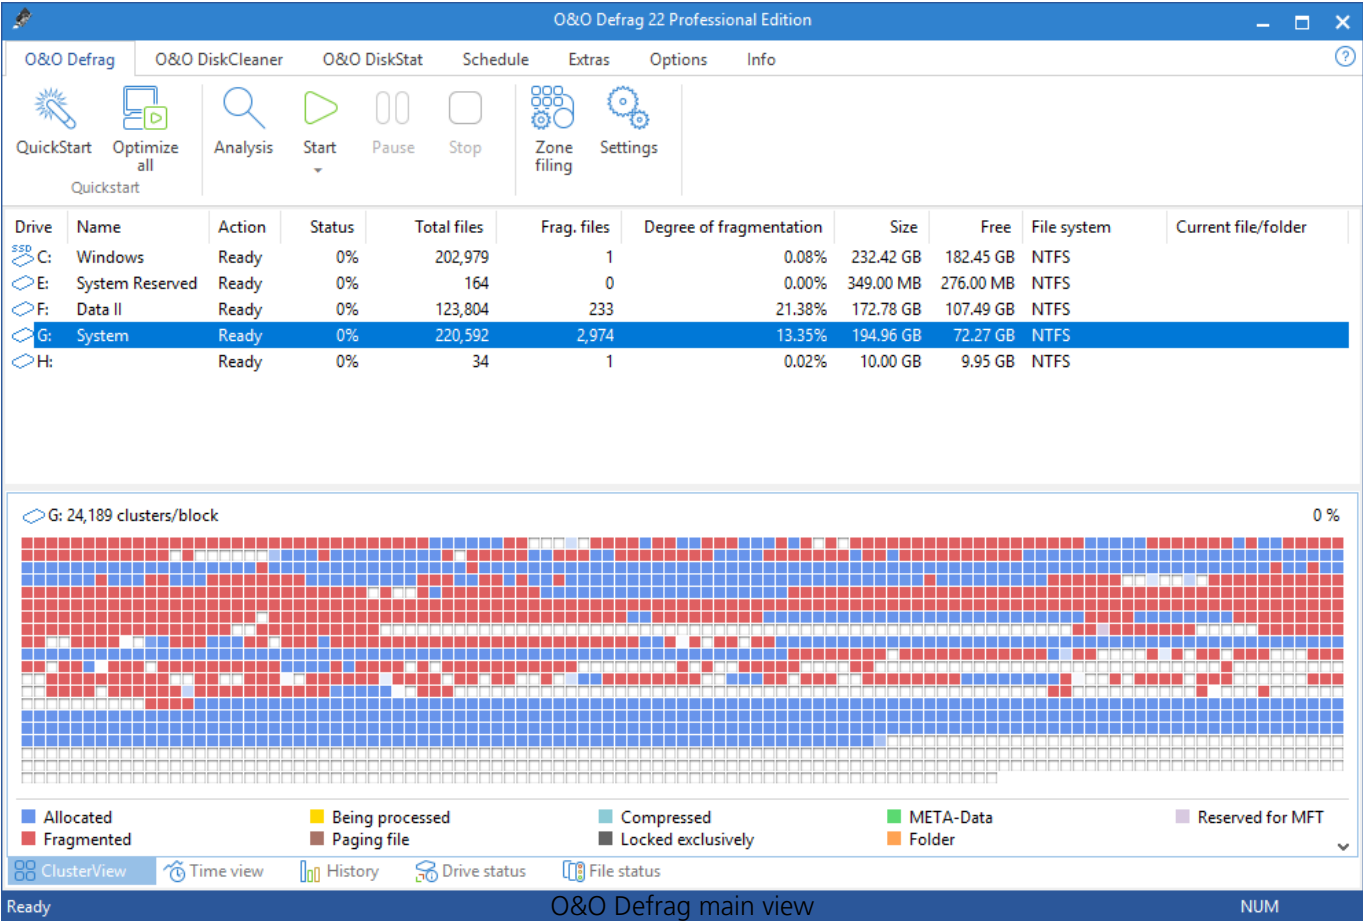 O&O Defrag 22 Professional Edition
O&O Defrag O&O DiskCleaner O&O DiskStat Schedule Extras Options Info ?
QuickStart Optimize all Analysis Start Pause Stop Zone filing Settings
Quickstart
Drive Name Action Status Total files Frag. files Degree of fragmentation Size Free File system Current file/folder
SSD C: Windows Ready 0% 202,979 1 0.08% 232.42 GB 182.45 GB NTFS
E: System Reserved Ready 0% 164 0 0.00% 349.00 MB 276.00 MB NTFS
F: Data II Ready 0% 123,804 233 21.38% 172.78 GB 107.49 GB NTFS
G: System Ready 0% 220,592 2,974 13.35% 194.96 GB 72.27 GB NTFS
H: Ready 0% 34 1 0.02% 10.00 GB 9.95 GB NTFS
G: 24,189 clusters/block 0 %
Allocated Being processed Compressed META-Data Reserved for MFT
Fragmented Paging file Locked exclusively Folder
ClusterView Time view History Drive status File status
Ready O&O Defrag main view NUM